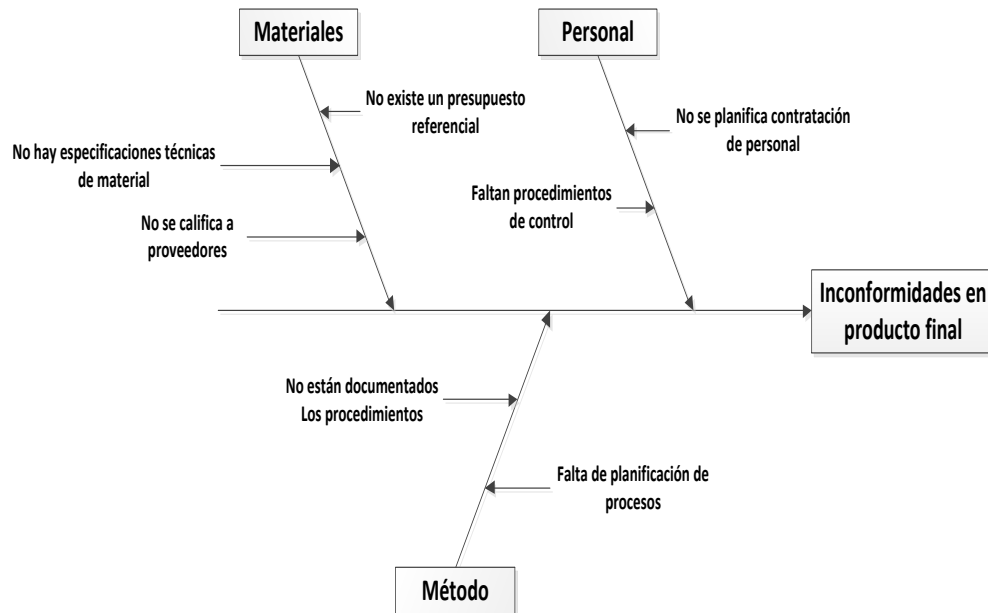 Materiales
Personal
No existe un presupuesto
referencial
No se planifica contratación
de personal
No hay especificaciones técnicas
de material
Faltan procedimientos
de control
No se califica a
proveedores
Inconformidades en
producto final
No están documentados
Los procedimientos
Falta de planificación de
procesos
Método